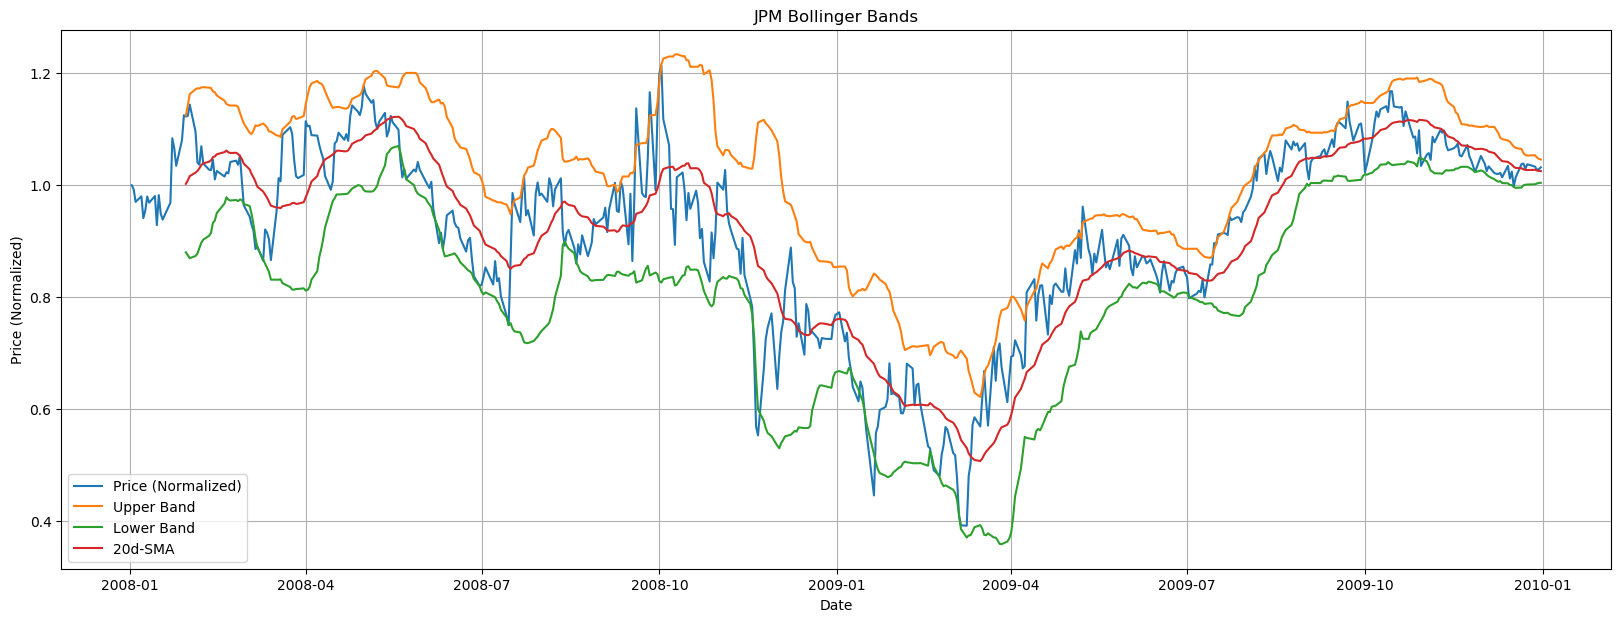 JPM Bollinger Bands
Price (Normalized)
1.2
1.0
0.8
0.6
0.4
Price (Normalized)
Upper Band
Lower Band
20d-SMA
2008-01 2008-04 2008-07 2008-10 2009-01 2009-04 2009-07 2009-10 2010-01
Date